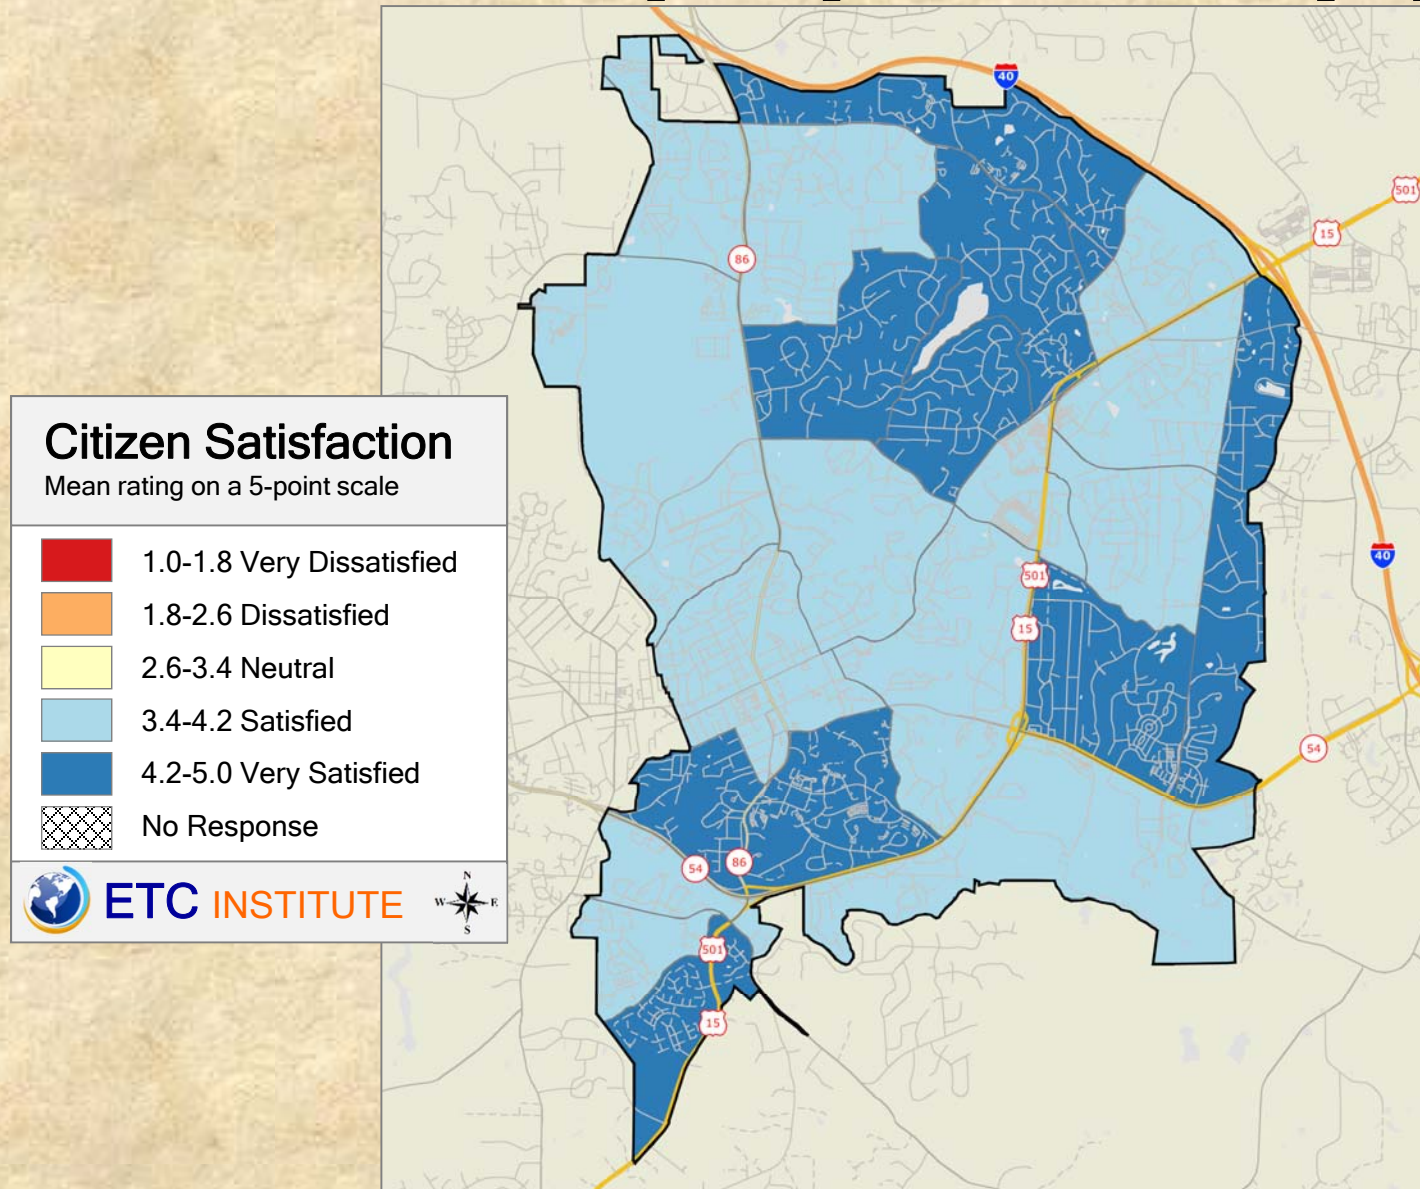 40
501
15
86
Citizen Satisfaction
Mean rating on a 5-point scale
1.0-1.8 Very Dissatisfied
1.8-2.6 Dissatisfied
2.6-3.4 Neutral
3.4-4.2 Satisfied
4.2-5.0 Very Satisfied
No Response
ETC INSTITUTE
N
W E
S
40
501
15
54
54
86
501
15